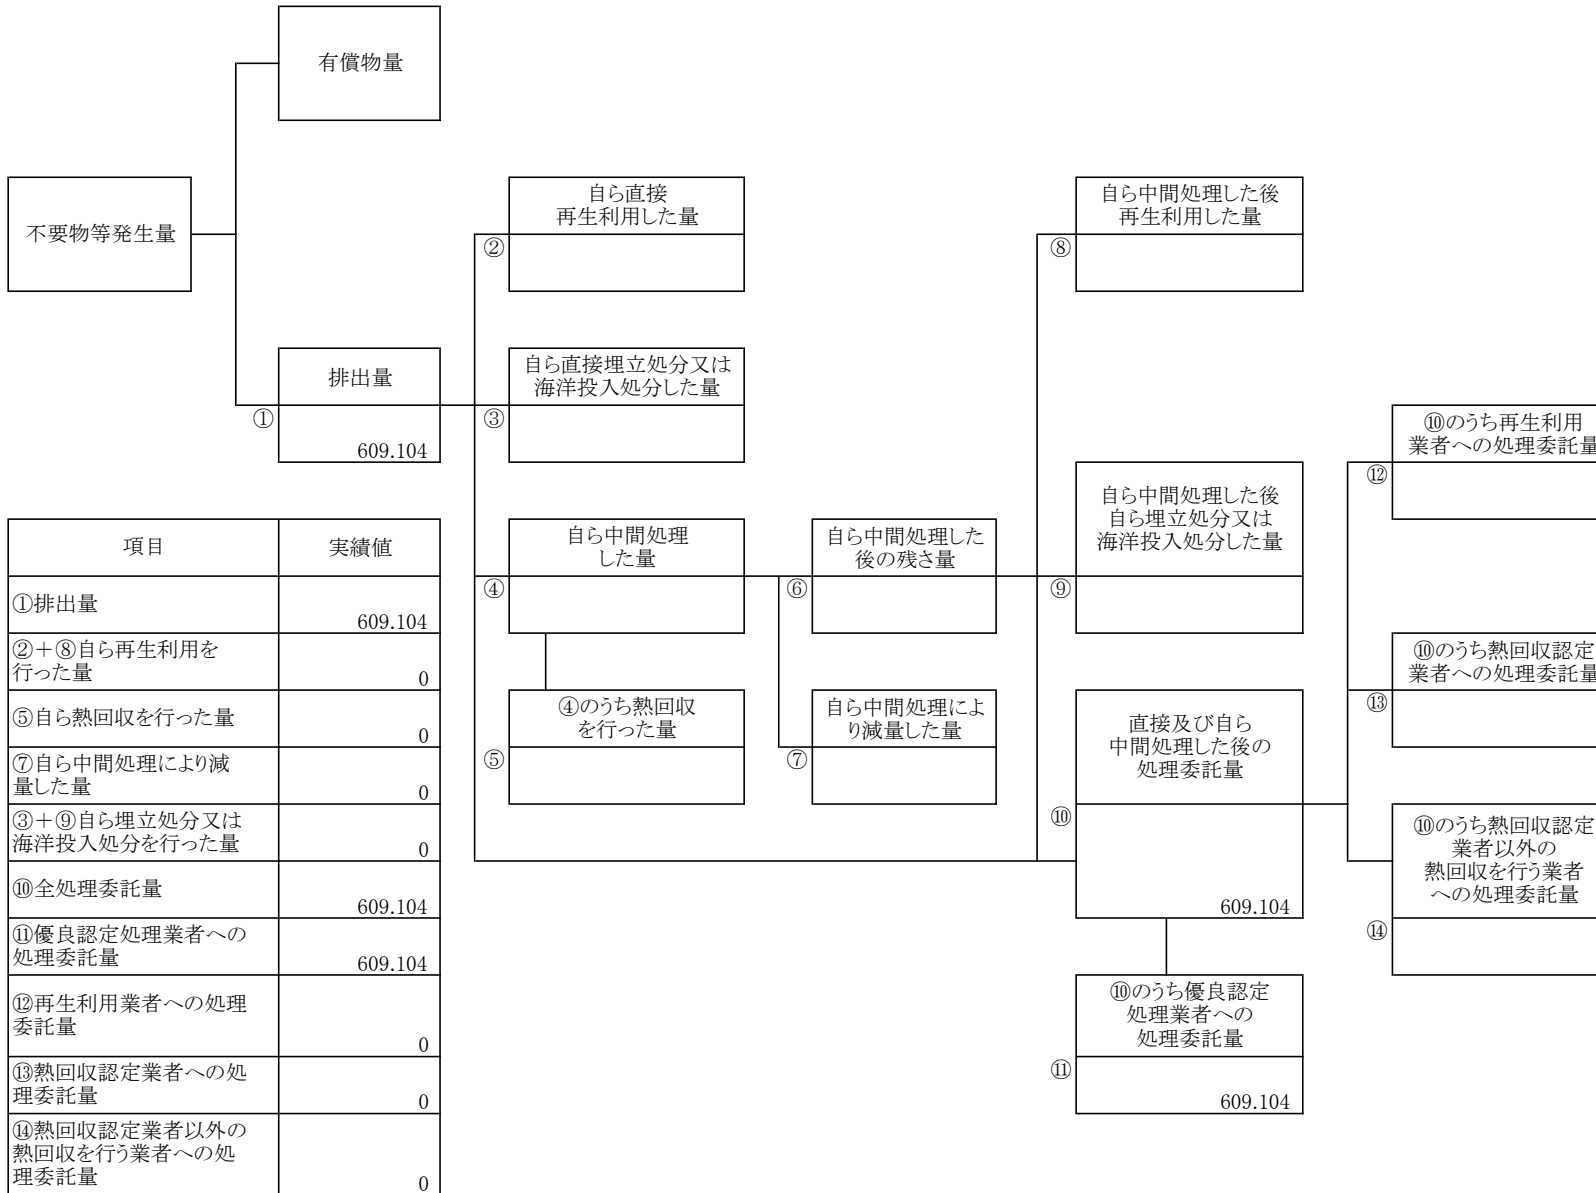 有償物量
不要物等発生量
排出量
①
609.104
自ら直接
再生利用した量
②
自ら直接埋立処分又は
海洋投入処分した量
③
自ら中間処理
した量
④
④のうち熱回収
を行った量
⑤
自ら中間処理した
後の残さ量
⑥
自ら中間処理によ
り減量した量
⑦
自ら中間処理した後
再生利用した量
⑧
自ら中間処理した後
自ら埋立処分又は
海洋投入処分した量
⑨
直接及び自ら
中間処理した後の
処理委託量
⑩
609.104
⑩のうち優良認定
処理業者への
処理委託量
⑪
609.104
⑩のうち再生利用
業者への処理委託量
⑫
⑩のうち熱回収認定
業者への処理委託量
⑬
⑩のうち熱回収認定
業者以外の
熱回収を行う業者
への処理委託量
⑭
項目 実績値
①排出量
609.104
②＋⑧自ら再生利用を
行った量
0
⑤自ら熱回収を行った量
0
⑦自ら中間処理により減
量した量
0
③＋⑨自ら埋立処分又は
海洋投入処分を行った量
0
⑩全処理委託量
609.104
⑪優良認定処理業者への
処理委託量
609.104
⑫再生利用業者への処理
委託量
0
⑬熱回収認定業者への処
理委託量
0
⑭熱回収認定業者以外の
熱回収を行う業者への処
理委託量
0